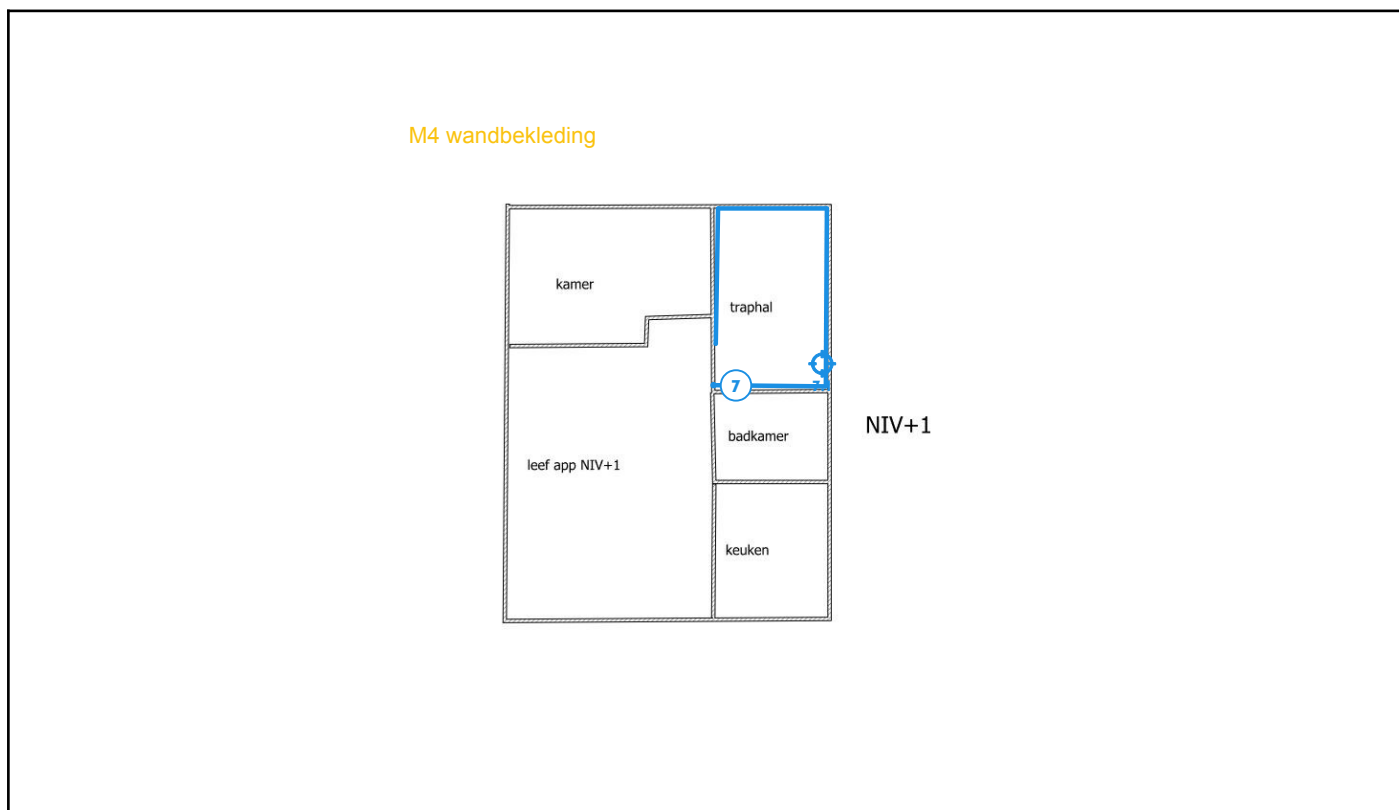 M4 wandbekleding
kamer
traphal
7
badkamer
NIV+1
leef app NIV+1
keuken